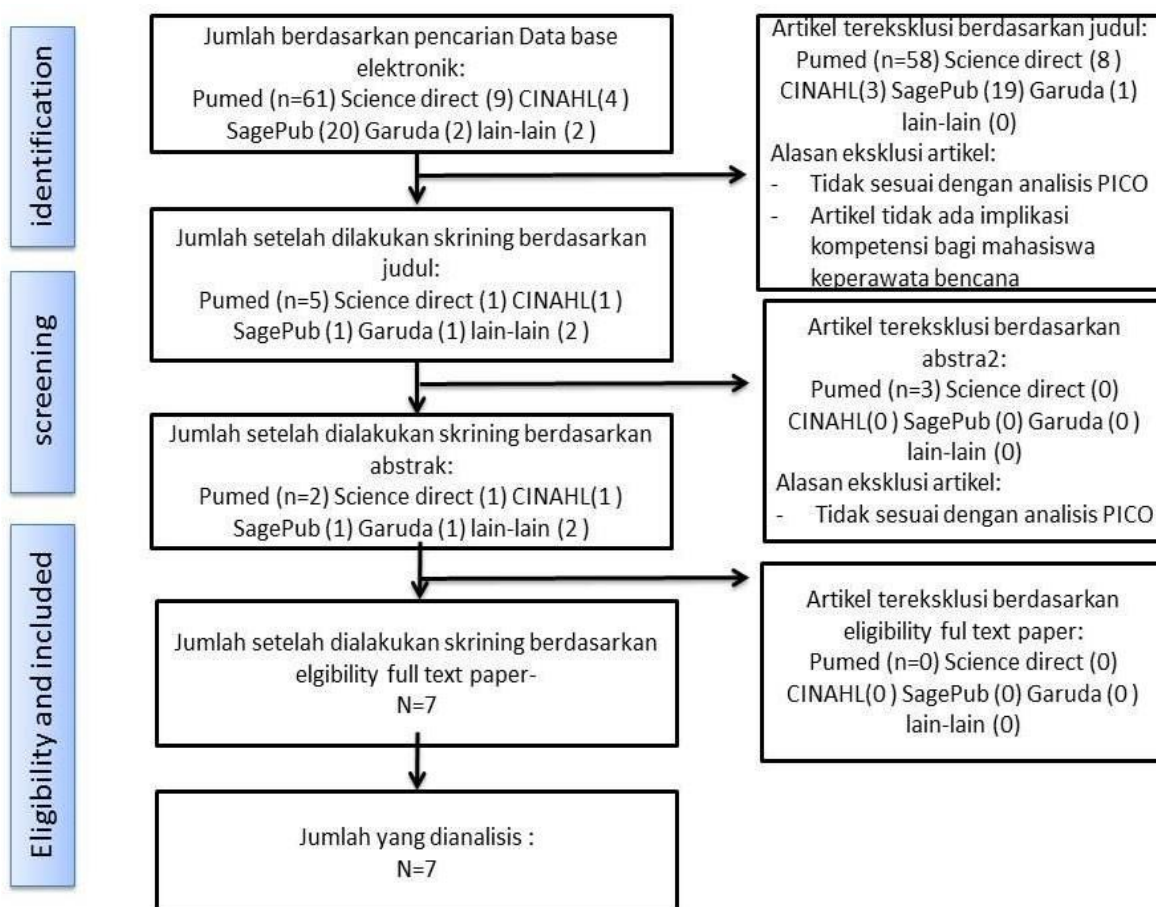 identification
Jumlah berdasarkan pencarian Data base
elektronik:
Pumed (n=61) Science direct (9) CINAHL(4 )
SagePub (20) Garuda (2) lain-lain (2 )
Artikel tereksklusi berdasarkan judul:
Pumed (n=58) Science direct (8 )
CINAHL(3) SagePub (19) Garuda (1)
lain-lain (0)
Alasan eksklusi artikel:
- Tidak sesuai dengan analisis PICO
- Artikel tidak ada implikasi
kompetensi bagi mahasiswa
keperawata bencana
Jumlah setelah dilakukan skrining berdasarkan
judul:
Pumed (n=5) Science direct (1) CINAHL(1 )
SagePub (1) Garuda (1) lain-lain (2 )
screening
Artikel tereksklusi berdasarkan
abstra2:
Pumed (n=3) Science direct (0)
CINAHL(0 ) SagePub (0) Garuda (0 )
lain-lain (0)
Alasan eksklusi artikel:
- Tidak sesuai dengan analisis PICO
Jumlah setelah dialakukan skrining berdasarkan
abstrak:
Pumed (n=2) Science direct (1) CINAHL(1 )
SagePub (1) Garuda (1) lain-lain (2 )
Eligibility and included
Jumlah setelah dialakukan skrining berdasarkan
elgibility full text paper-
N=7
Artikel tereksklusi berdasarkan
eligibility ful text paper:
Pumed (n=0) Science direct (0)
CINAHL(0 ) SagePub (0) Garuda (0 )
lain-lain (0)
Jumlah yang dianalisis :
N=7